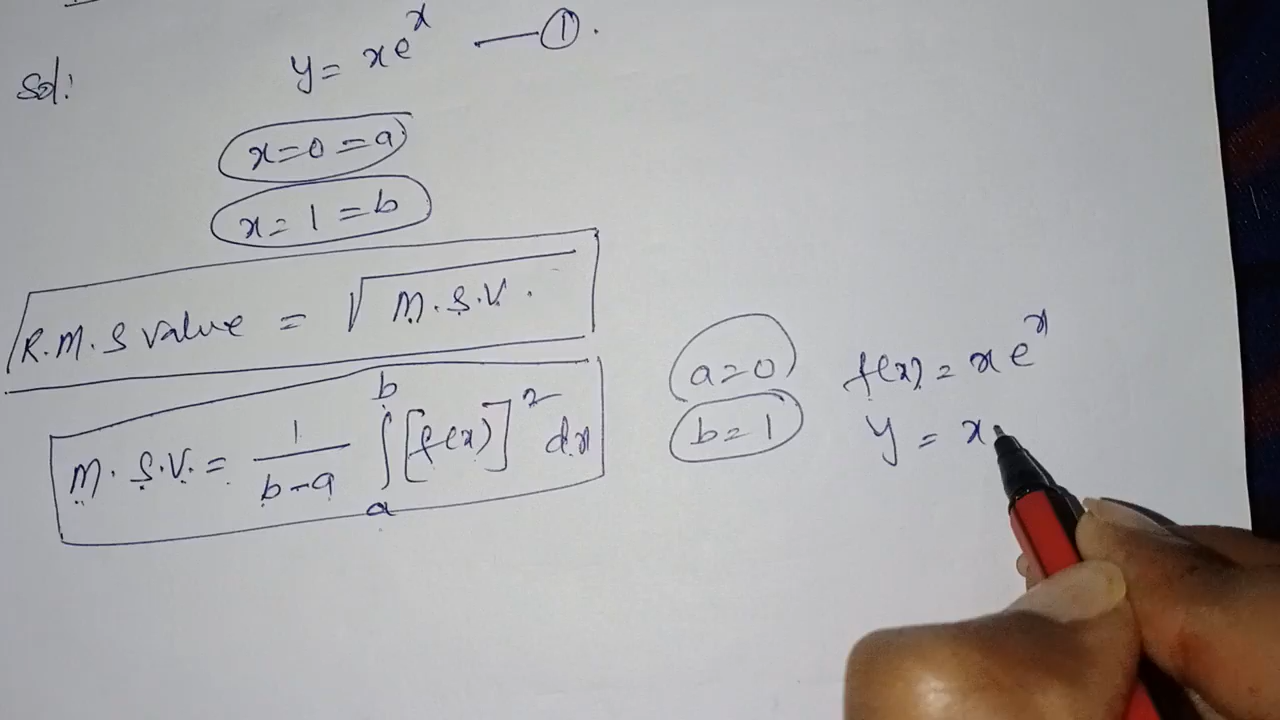 Sol:
y = xe^x —①.
x=0=a
x=1=b
R.M.S value = √M.S.V.
M.S.V. = 1/(b-a) ∫_a^b [f(x)]^2 dx
a=0
b=1
f(x) = xe^x
y = x